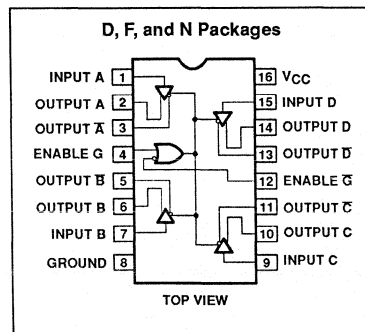 D, F, and N Packages
INPUT A 1
OUTPUT A 2
OUTPUT A̅ 3
ENABLE G 4
OUTPUT B̅ 5
OUTPUT B 6
INPUT B 7
GROUND 8
16 VCC
15 INPUT D
14 OUTPUT D
13 OUTPUT D̅
12 ENABLE G̅
11 OUTPUT C̅
10 OUTPUT C
9 INPUT C
TOP VIEW